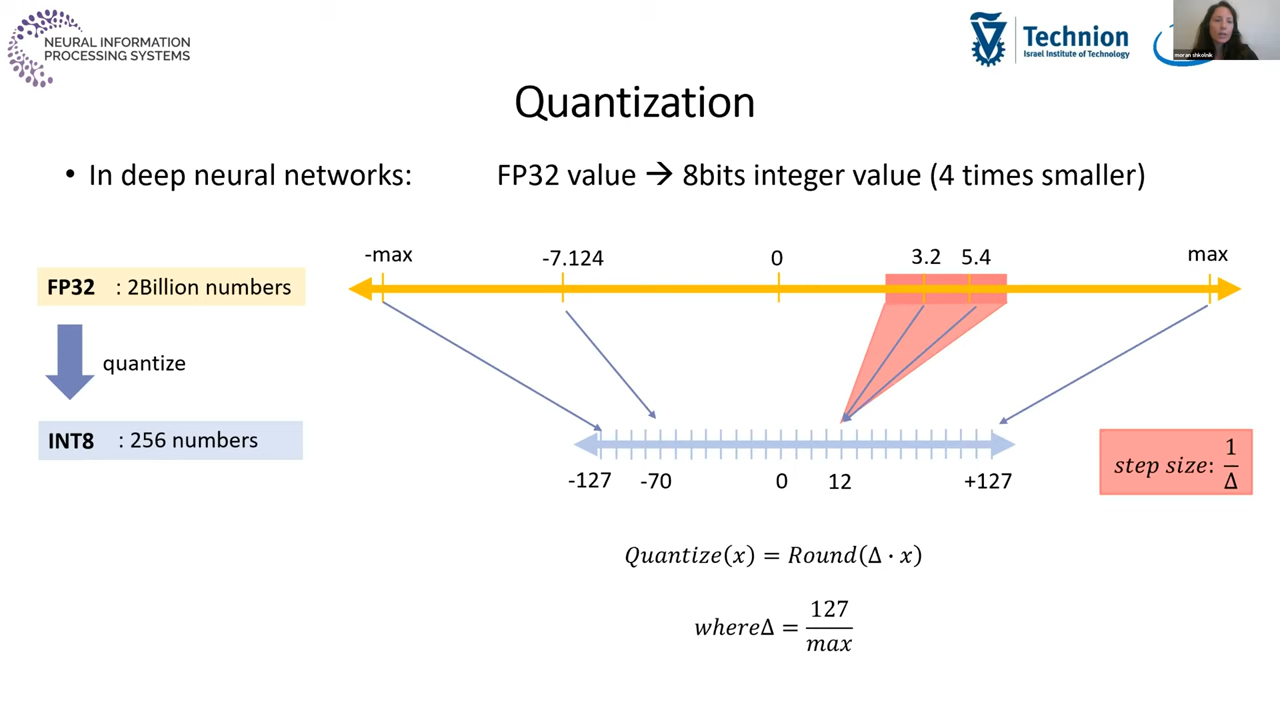 NEURAL INFORMATION
PROCESSING SYSTEMS
Technion
Israel Institute of Technology
moran shkolnik
Quantization
• In deep neural networks: FP32 value → 8bits integer value (4 times smaller)
-max -7.124 0 3.2 5.4 max
FP32 : 2Billion numbers
quantize
INT8 : 256 numbers
-127 -70 0 12 +127
step size: 1/Δ
Quantize(x) = Round(Δ · x)
whereΔ = 127/max